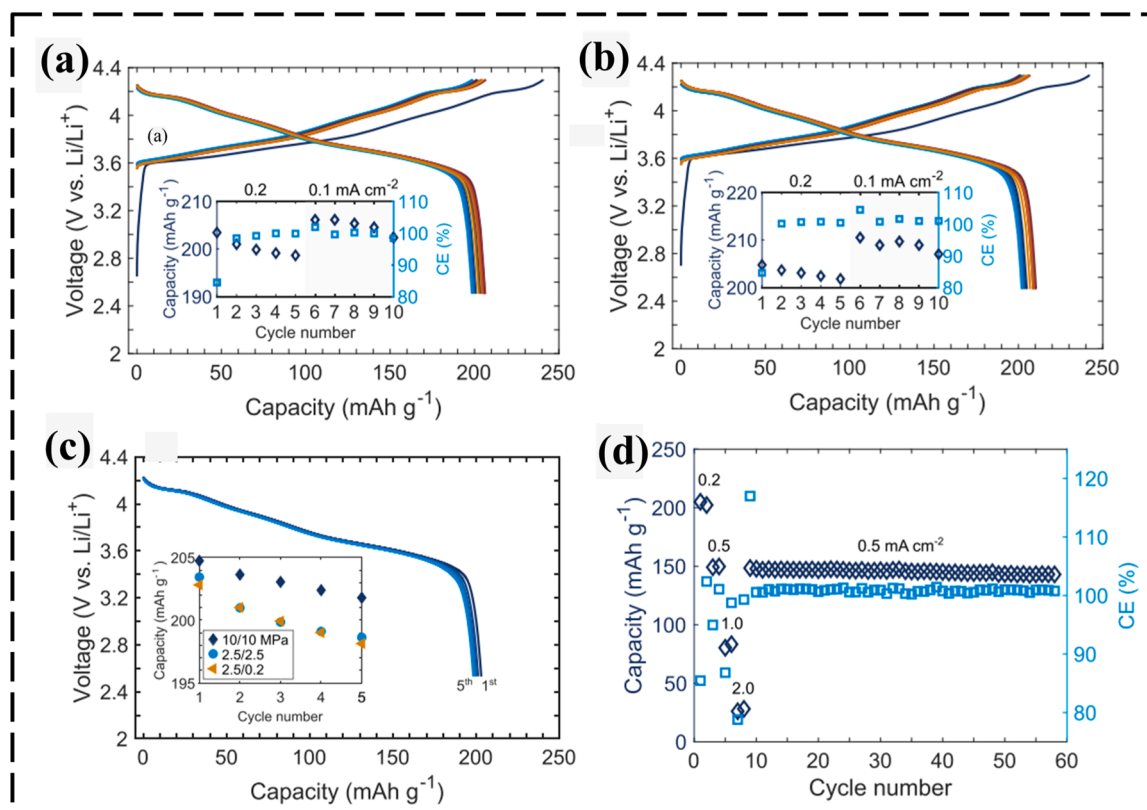 (a)
4.4
4
3.6
3.2
2.8
2.4
2
Voltage (V vs. Li/Li+)
(a)
0.2
0.1 mA cm-2
210
200
190
Capacity (mAh g-1)
110
100
90
80
CE (%)
1 2 3 4 5 6 7 8 9 10
Cycle number
0 50 100 150 200 250
Capacity (mAh g-1)
(b)
4.4
4
3.6
3.2
2.8
2.4
2
Voltage (V vs. Li/Li+)
0.2
0.1 mA cm-2
220
210
200
Capacity (mAh g-1)
110
100
90
80
CE (%)
1 2 3 4 5 6 7 8 9 10
Cycle number
0 50 100 150 200 250
Capacity (mAh g-1)
(c)
4.4
4
3.6
3.2
2.8
2.4
2
Voltage (V vs. Li/Li+)
205
200
195
Capacity (mAh g-1)
10/10 MPa
2.5/2.5
2.5/0.2
1 2 3 4 5
Cycle number
5th
1st
0 50 100 150 200 250
Capacity (mAh g-1)
(d)
250
200
150
100
50
0
Capacity (mAh g-1)
0.2
0.5
1.0
2.0
0.5 mA cm-2
120
110
100
90
80
CE (%)
0 10 20 30 40 50 60
Cycle number